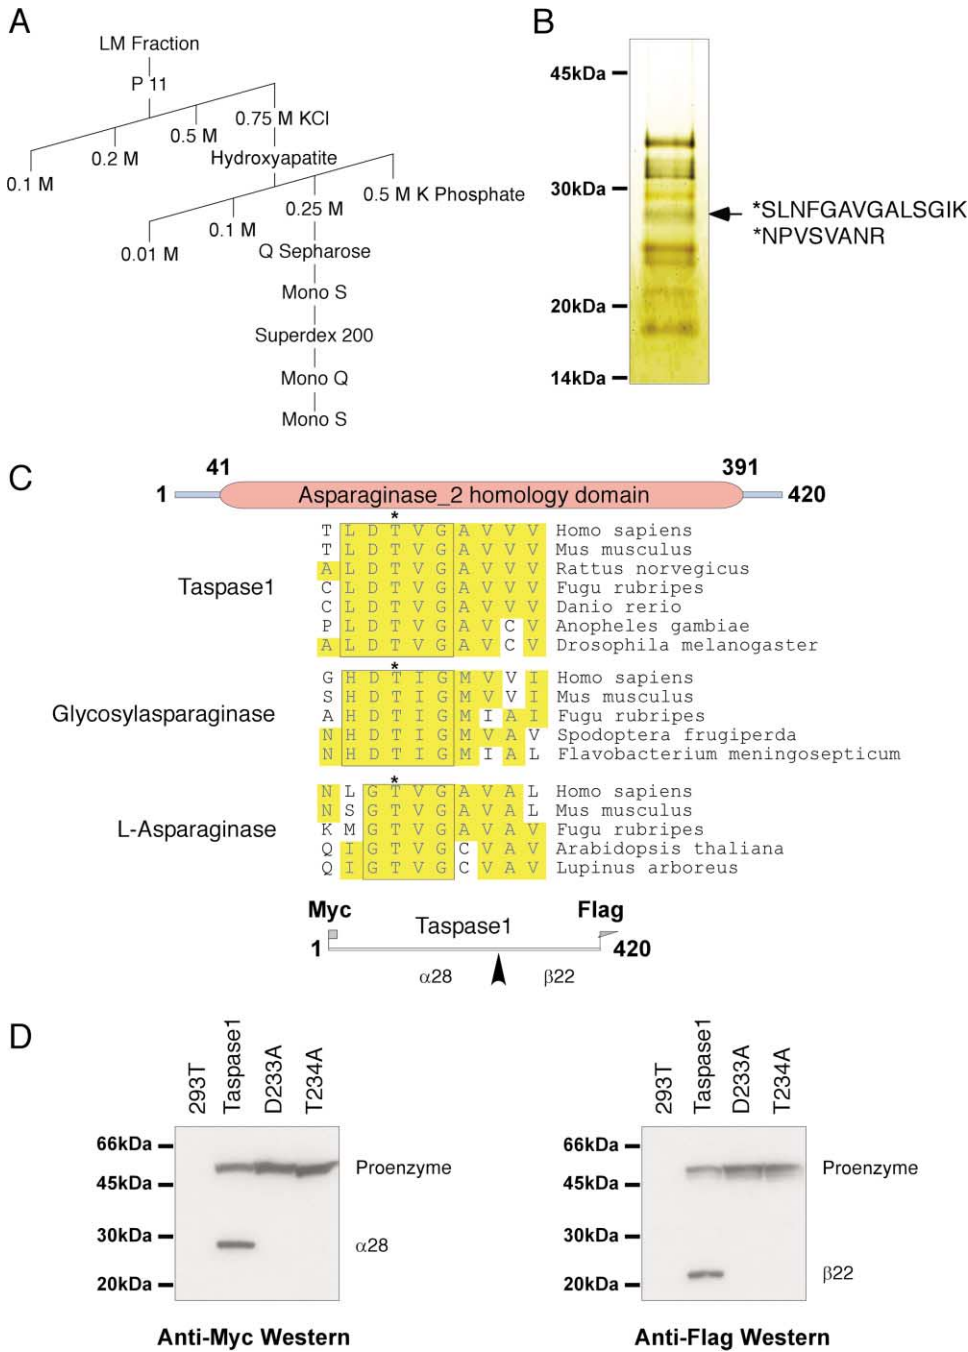 A
LM Fraction
P 11
0.75 M KCl
0.5 M
0.2 M
0.1 M
Hydroxyapatite
0.5 M K Phosphate
0.25 M
0.1 M
0.01 M
Q Sepharose
Mono S
Superdex 200
Mono Q
Mono S
B
45kDa
30kDa
*SLNFGAVGALSGIK
*NPVSVANR
20kDa
14kDa
C
41 391
1 Asparaginase_2 homology domain 420
*
T L D T V G A V V V Homo sapiens
T L D T V G A V V V Mus musculus
A L D T V G A V V V Rattus norvegicus
Taspase1
C L D T V G A V V V Fugu rubripes
C L D T V G A V V V Danio rerio
P L D T V G A V C V Anopheles gambiae
A L D T V G A V C V Drosophila melanogaster
*
G H D T I G M V V I Homo sapiens
S H D T I G M V V I Mus musculus
Glycosylasparaginase
A H D T I G M I A I Fugu rubripes
N H D T I G M V A V Spodoptera frugiperda
N H D T I G M I A L Flavobacterium meningosepticum
*
N L G T V G A V A L Homo sapiens
N S G T V G A V A L Mus musculus
L-Asparaginase
K M G T V G A V A V Fugu rubripes
Q I G T V G C V A V Arabidopsis thaliana
Q I G T V G C V A V Lupinus arboreus
Myc Taspase1 Flag
1 420
α28 β22
D
293T
Taspase1
D233A
T234A
66kDa
Proenzyme
45kDa
30kDa
α28
20kDa
Anti-Myc Western
293T
Taspase1
D233A
T234A
66kDa
Proenzyme
45kDa
30kDa
β22
20kDa
Anti-Flag Western